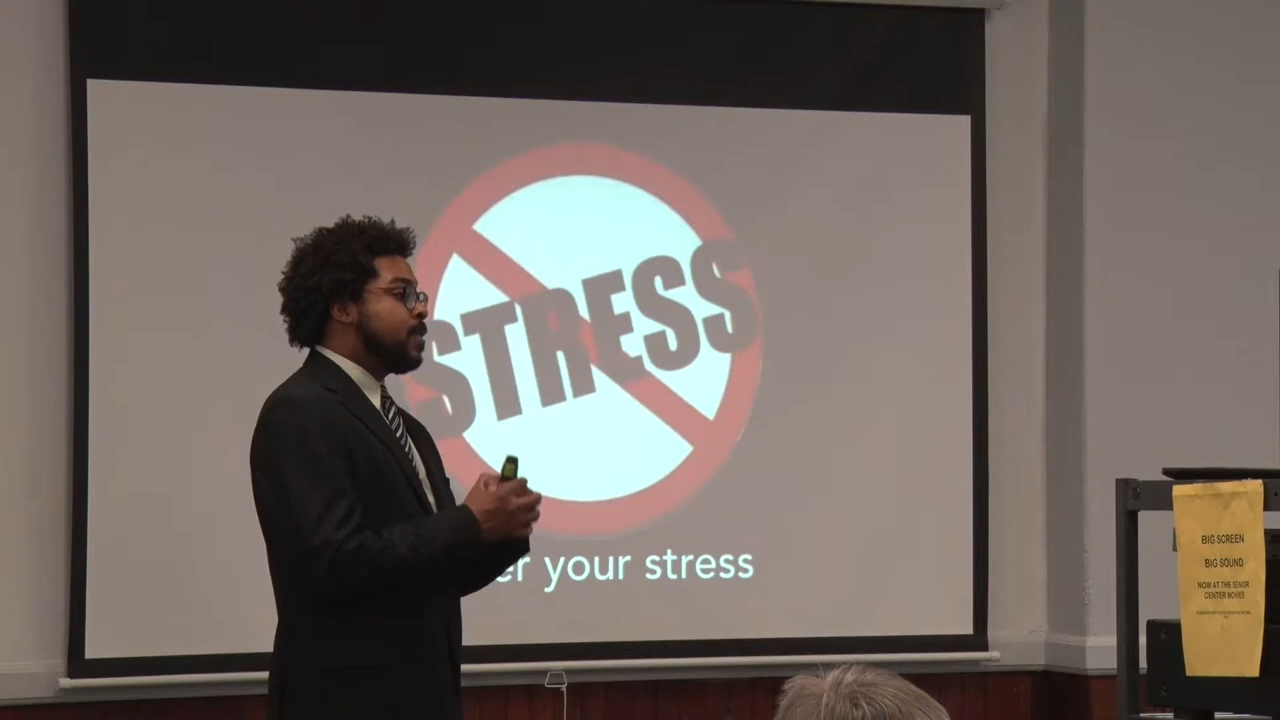 STRESS
er your stress
BIG SCREEN
BIG SOUND
NOW AT THE SENIOR
CENTER MOVIES